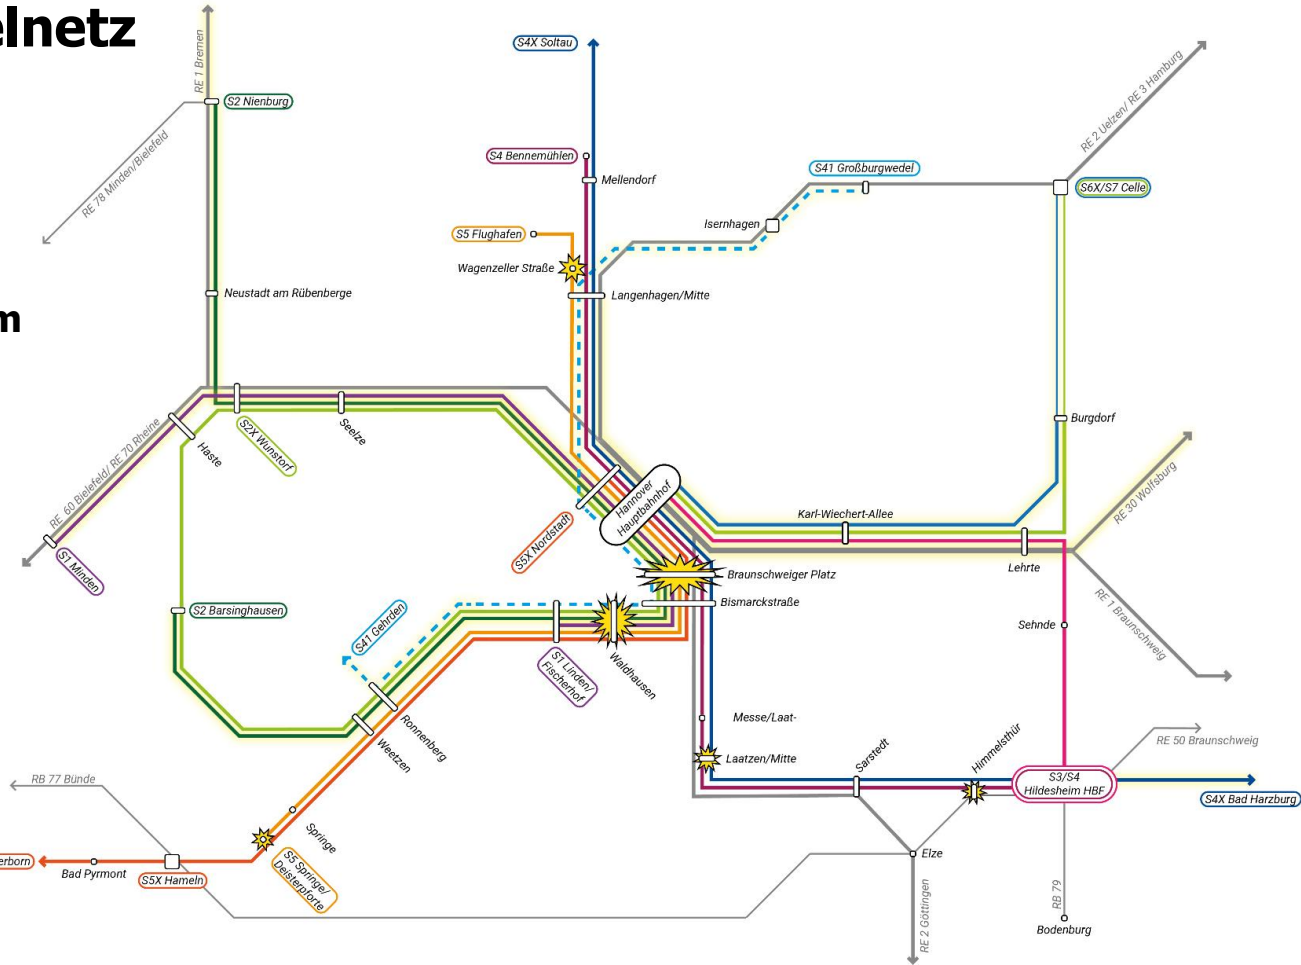 elnetz
m
RE 1 Bremen
S4X Soltau
RE 2 Uelzen/ RE 3 Hamburg
S2 Nienburg
RE 78 Minden/Bielefeld
S4 Bennemühlen
Mellendorf
S41 Großburgwedel
S6X/S7 Celle
Isernhagen
S5 Flughafen
Wagenzeller Straße
Neustadt am Rübenberge
Langenhagen/Mitte
RE 60 Bielefeld/ RE 70 Rheine
Haste
S2X Wunstorf
Seelze
Burgdorf
RE 30 Wolfsburg
Hannover
Hauptbahnhof
Karl-Wiechert-Allee
S5X Nordstadt
S1 Minden
Lehrte
Braunschweiger Platz
Bismarckstraße
RE 1 Braunschweig
S2 Barsinghausen
S41 Gehrden
Sehnde
S1 Linden/
Fischerhof
Waldhausen
Ronnenberg
Weetzen
Messe/Laat-
Laatzen/Mitte
Sarstedt
Himmelsthür
RE 50 Braunschweig
RB 77 Bünde
S3/S4
Hildesheim HBF
S4X Bad Harzburg
Springe
erborn
Bad Pyrmont
S5X Hameln
S5 Springe/
Deisterpforte
Elze
RE 2 Göttingen
RB 79
Bodenburg